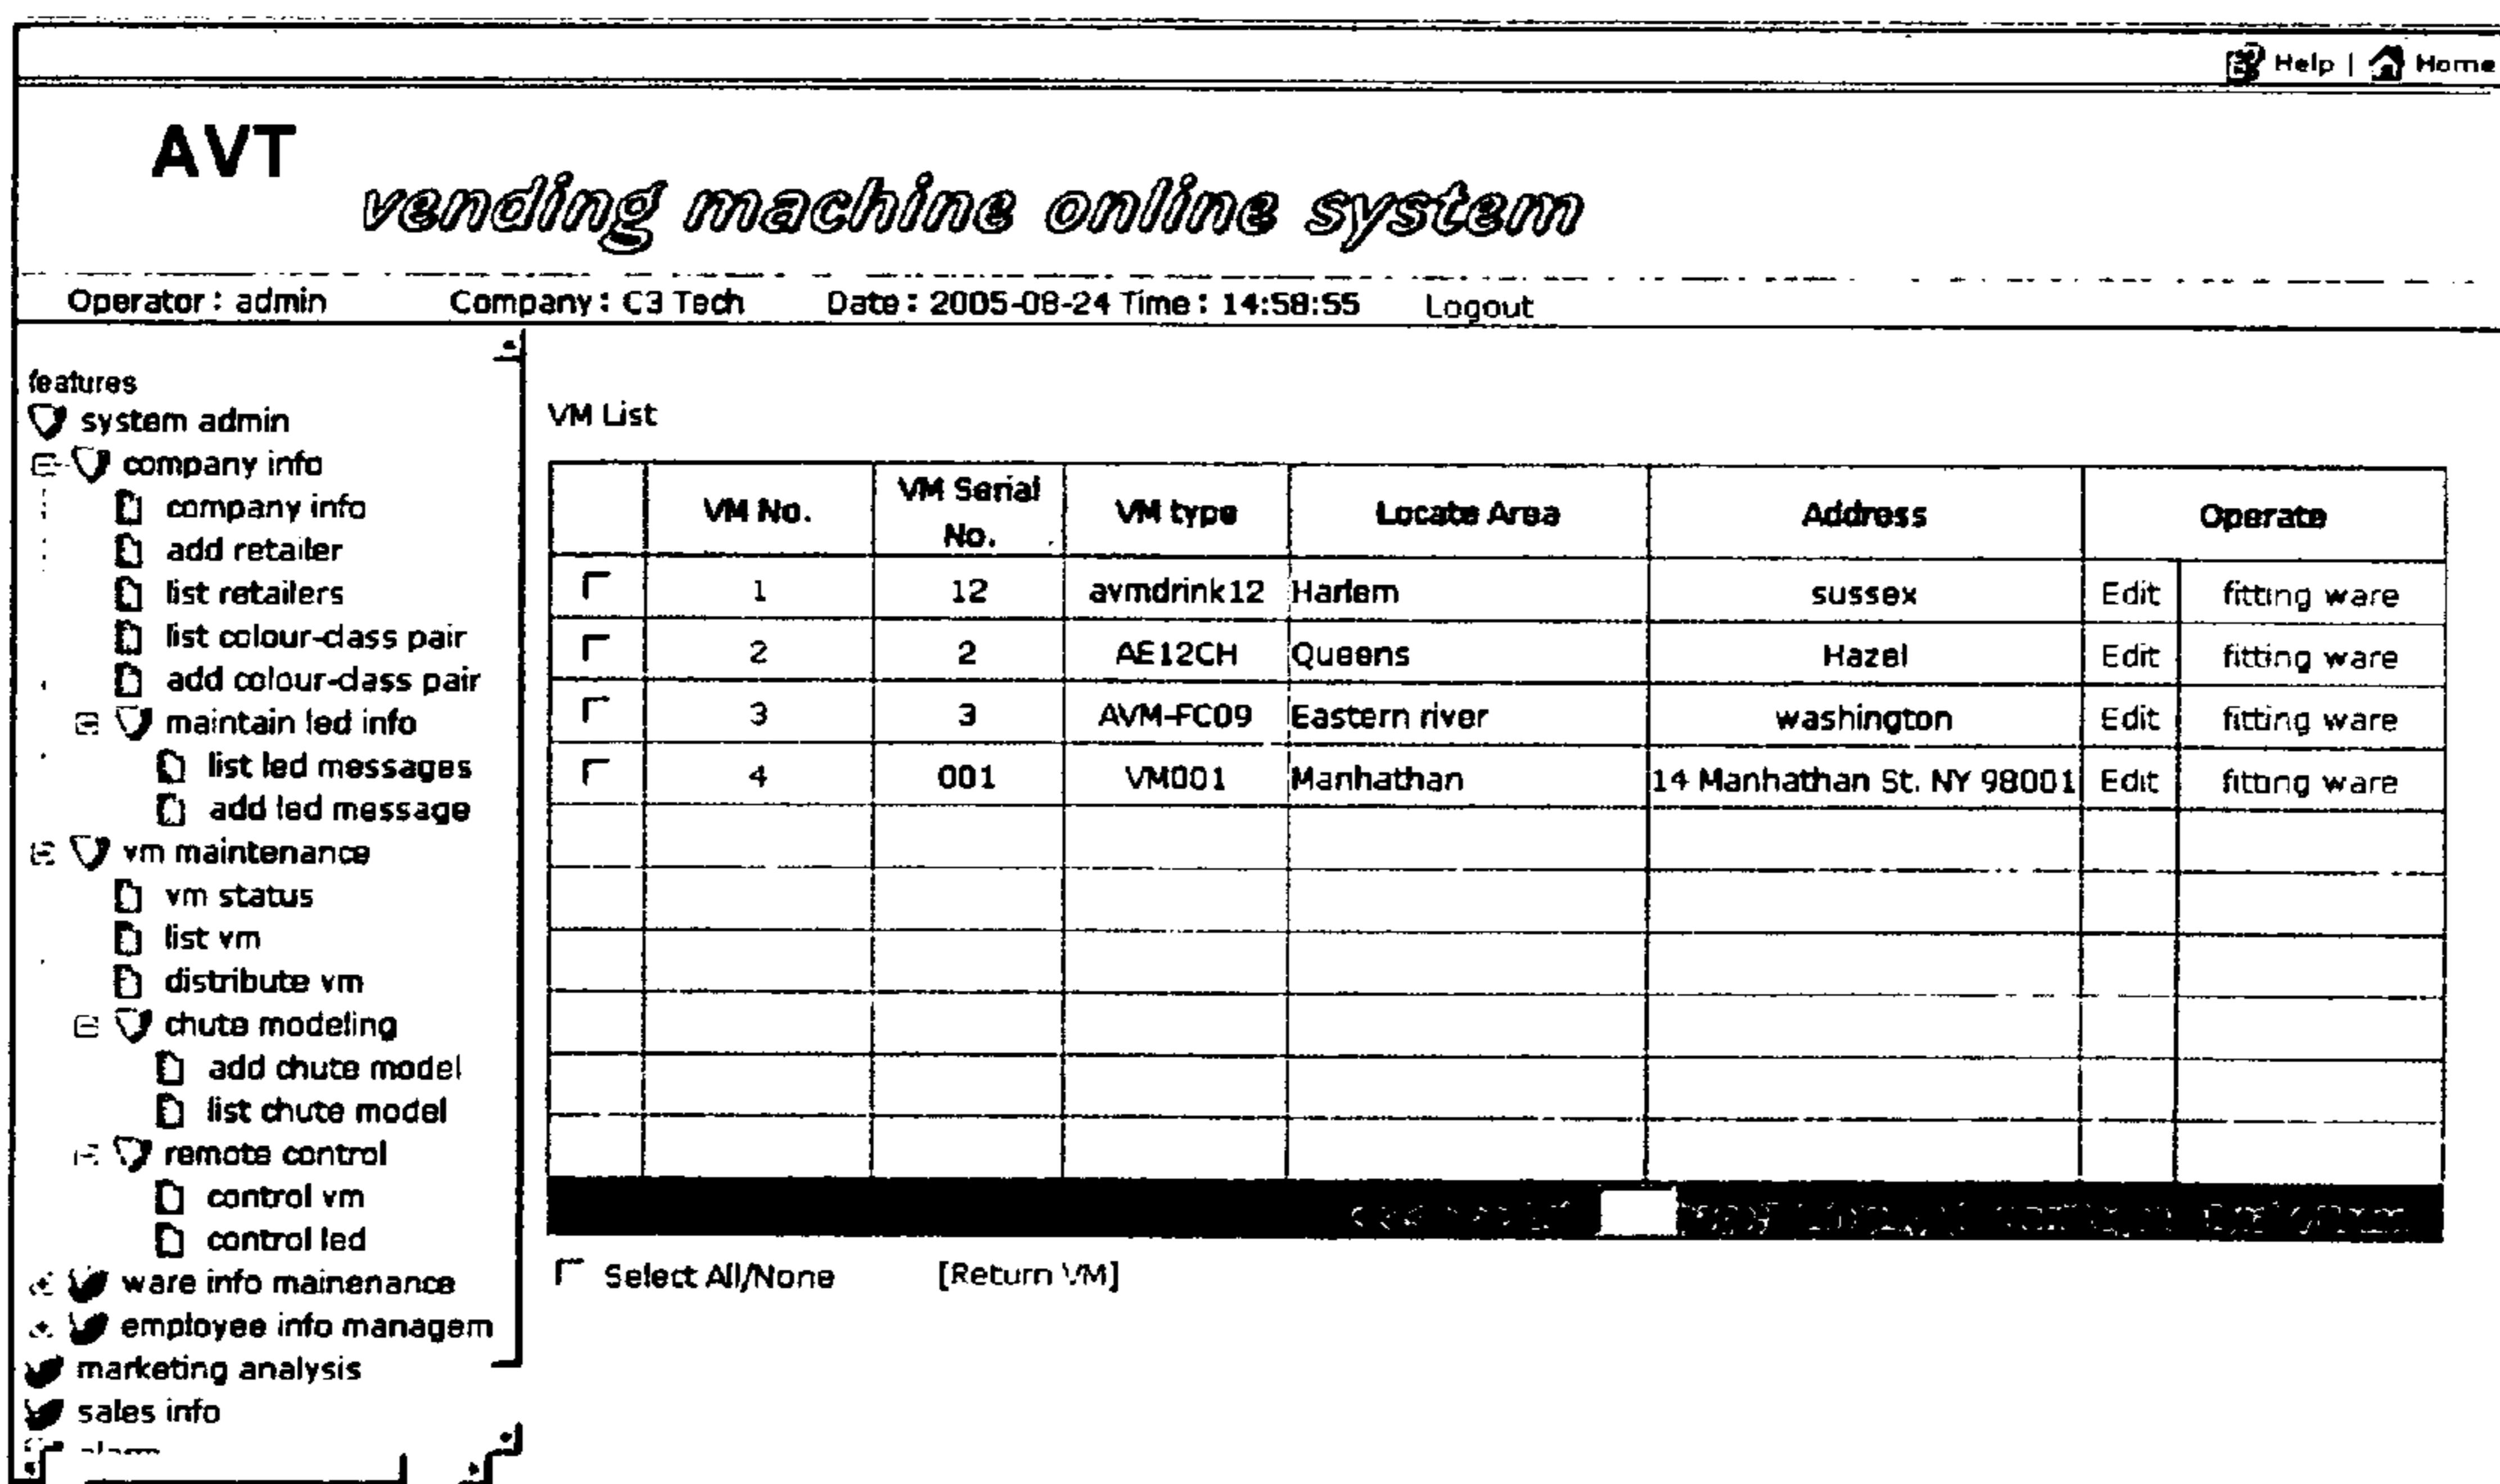 Help | Home
AVT
vending machine online system
Operator : admin Company : C3 Tech Date : 2005-08-24 Time : 14:58:55 Logout
features
system admin
company info
company info
add retailer
list retailers
list colour-class pair
add colour-class pair
maintain led info
list led messages
add led message
vm maintenance
vm status
list vm
distribute vm
chute modeling
add chute model
list chute model
remote control
control vm
control led
ware info mainenance
employee info managem
marketing analysis
sales info
VM List
VM No. VM Serial No. VM type Locate Area Address Operate
1 12 avmdrink12 Harlem sussex Edit fitting ware
2 2 AE12CH Queens Hazel Edit fitting ware
3 3 AVM-FC09 Eastern river washington Edit fitting ware
4 001 VM001 Manhathan 14 Manhathan St. NY 98001 Edit fitting ware
Select All/None [Return VM]